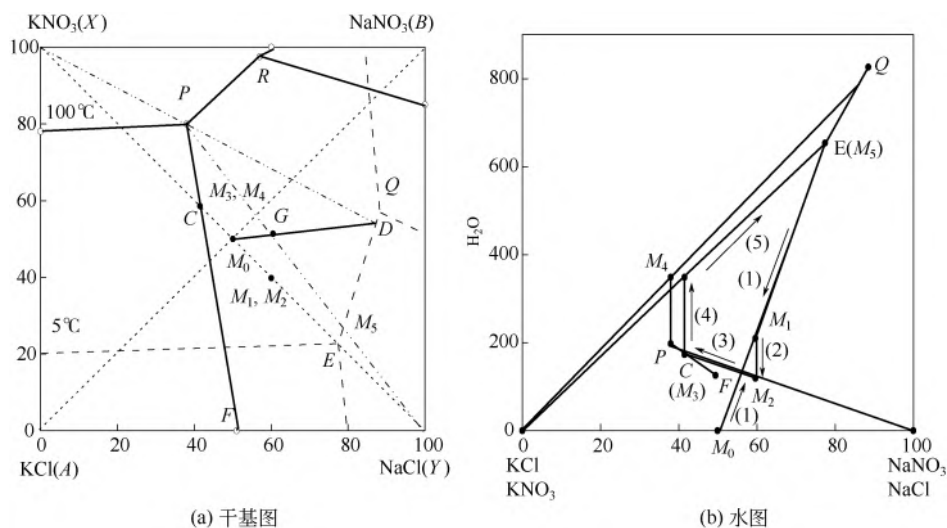 KNO₃(X)
NaNO₃(B)
100
R
P
80
100℃
60
M₃, M₄
Q
C
G
D
M₀
40
M₁, M₂
5℃
M₅
20
E
F
0
20
40
60
80
100
KCl(A)
NaCl(Y)
(a) 干基图
800
Q
E(M₅)
600
H₂O
(5)
400
M₄
(1)
(4)
M₁
200
(3)
(2)
P
C
F
M₂
(M₃)
(1)
0
20
40
M₀
60
80
100
KCl
KNO₃
NaNO₃
NaCl
(b) 水图